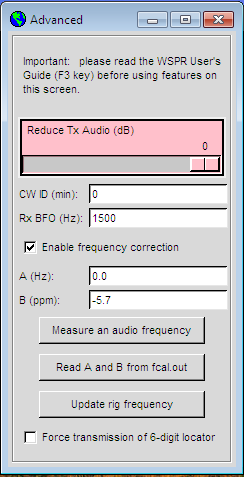 Advanced
Important: please read the WSPR User's
Guide (F3 key) before using features on
this screen.
Reduce Tx Audio (dB)
0
CW ID (min): 0
Rx BFO (Hz): 1500
Enable frequency correction
A (Hz): 0.0
B (ppm): -5.7
Measure an audio frequency
Read A and B from fcal.out
Update rig frequency
Force transmission of 6-digit locator